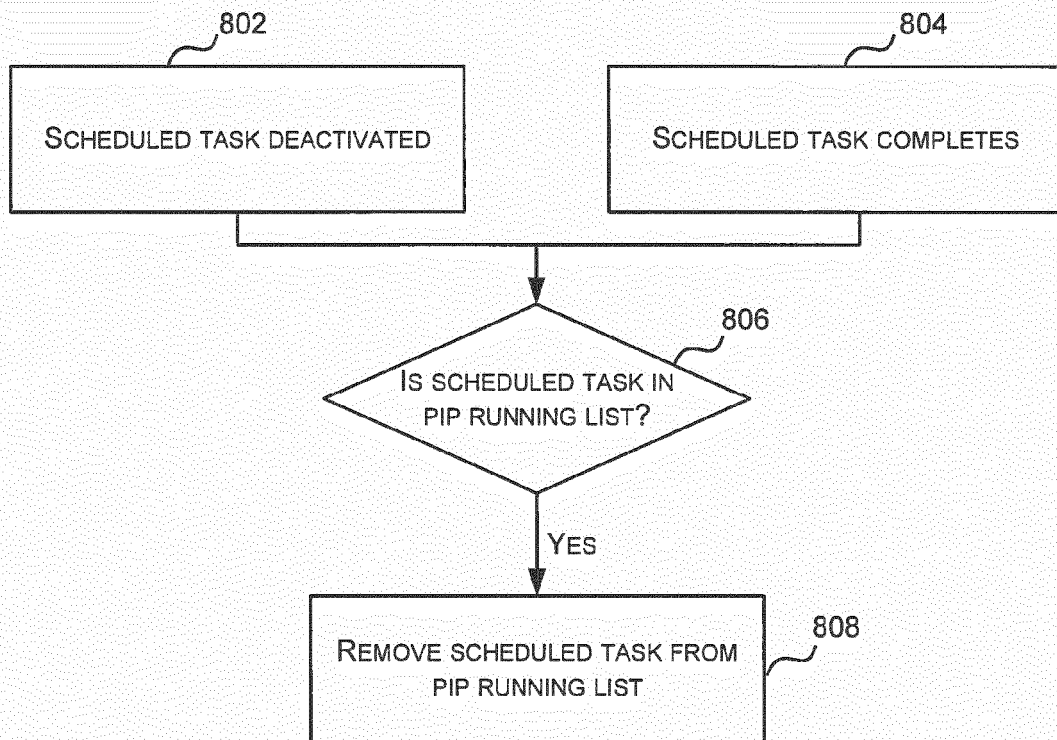 802
804
SCHEDULED TASK DEACTIVATED
SCHEDULED TASK COMPLETES
806
IS SCHEDULED TASK IN
PIP RUNNING LIST?
YES
808
REMOVE SCHEDULED TASK FROM
PIP RUNNING LIST